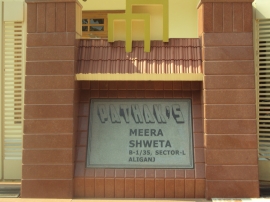 PATHAK'S
MEERA
SHWETA
B-1/35, SECTOR-L
ALIGANJ